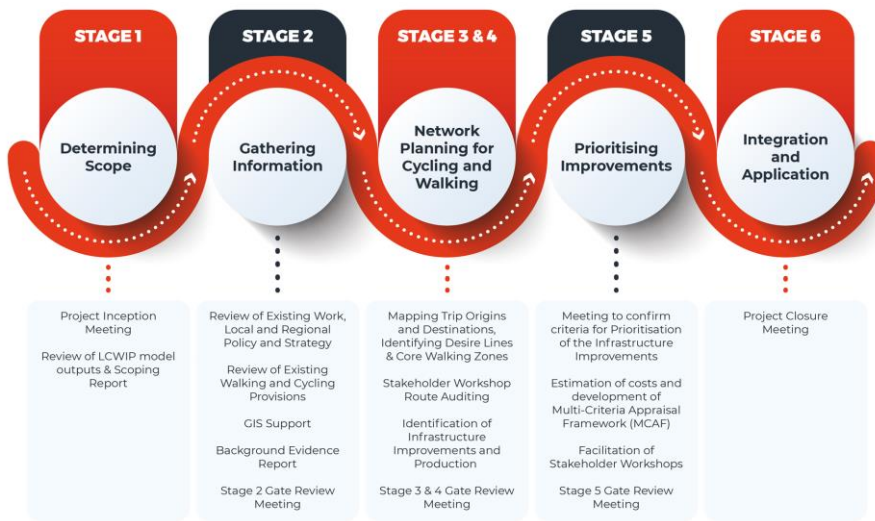 STAGE 1
Determining
Scope
Project Inception
Meeting
Review of LCWIP model
outputs & Scoping
Report
STAGE 2
Gathering
Information
Review of Existing Work,
Local and Regional
Policy and Strategy
Review of Existing
Walking and Cycling
Provisions
GIS Support
Background Evidence
Report
Stage 2 Gate Review
Meeting
STAGE 3 & 4
Network
Planning for
Cycling and
Walking
Mapping Trip Origins
and Destinations,
Identifying Desire Lines
& Core Walking Zones
Stakeholder Workshop
Route Auditing
Identification of
Infrastructure
Improvements and
Production
Stage 3 & 4 Gate Review
Meeting
STAGE 5
Prioritising
Improvements
Meeting to confirm
criteria for Prioritisation
of the Infrastructure
Improvements
Estimation of costs and
development of
Multi-Criteria Appraisal
Framework (MCAF)
Facilitation of
Stakeholder Workshops
Stage 5 Gate Review
Meeting
STAGE 6
Integration
and
Application
Project Closure
Meeting